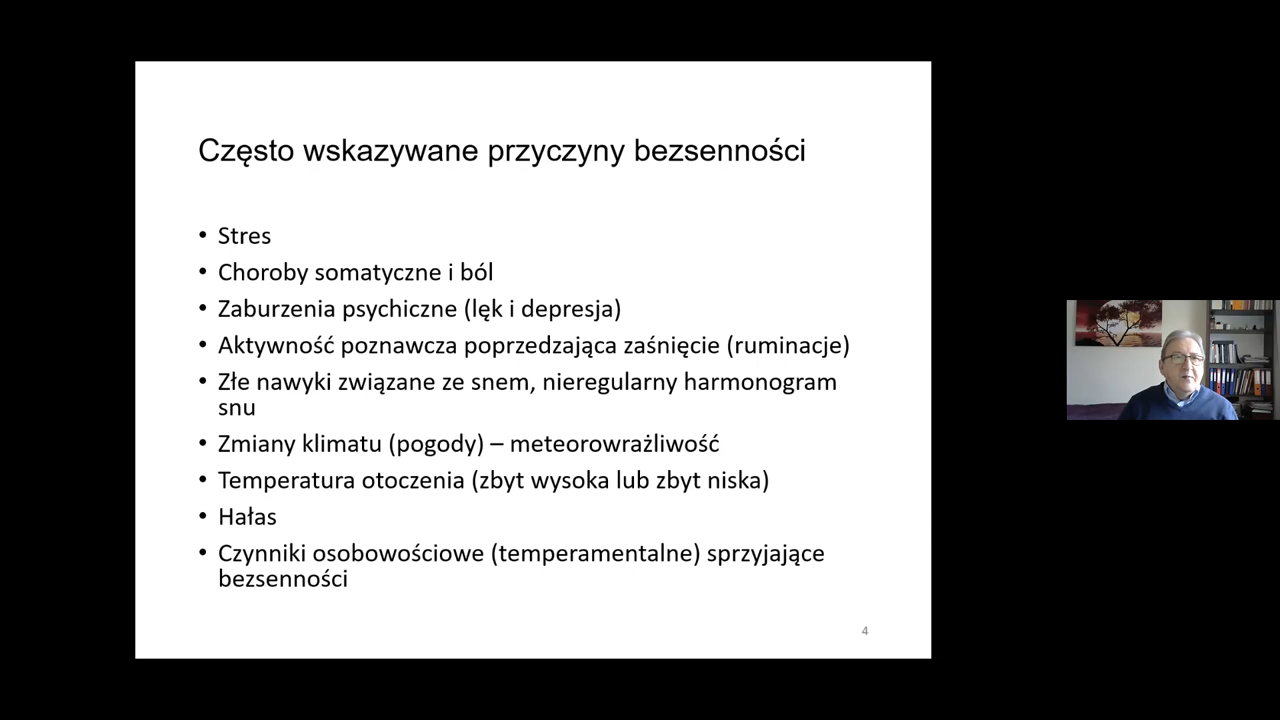 Często wskazywane przyczyny bezsenności
• Stres
• Choroby somatyczne i ból
• Zaburzenia psychiczne (lęk i depresja)
• Aktywność poznawcza poprzedzająca zaśnięcie (ruminacje)
• Złe nawyki związane ze snem, nieregularny harmonogram
snu
• Zmiany klimatu (pogody) – meteorowrażliwość
• Temperatura otoczenia (zbyt wysoka lub zbyt niska)
• Hałas
• Czynniki osobowościowe (temperamentalne) sprzyjające
bezsenności
4